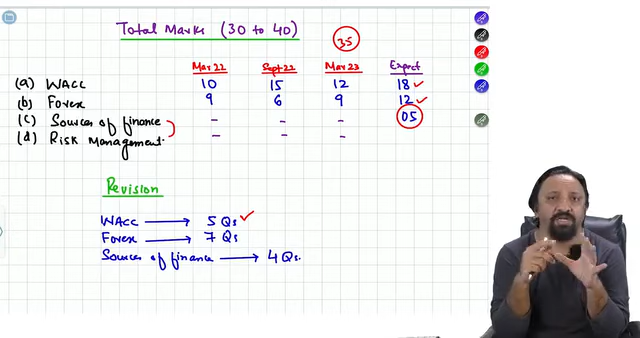 Total Marks (30 to 40)
35
Mar 22 Sept 22 Mar 23 Expect
(a) WACC 10 15 12 18 ✓
(b) Forex 9 6 9 12 ✓
(c) Sources of finance - - - 05
(d) Risk Management. - - -
Revision
WACC → 5 Qs ✓
Forex → 7 Qs
Sources of finance → 4 Qs.